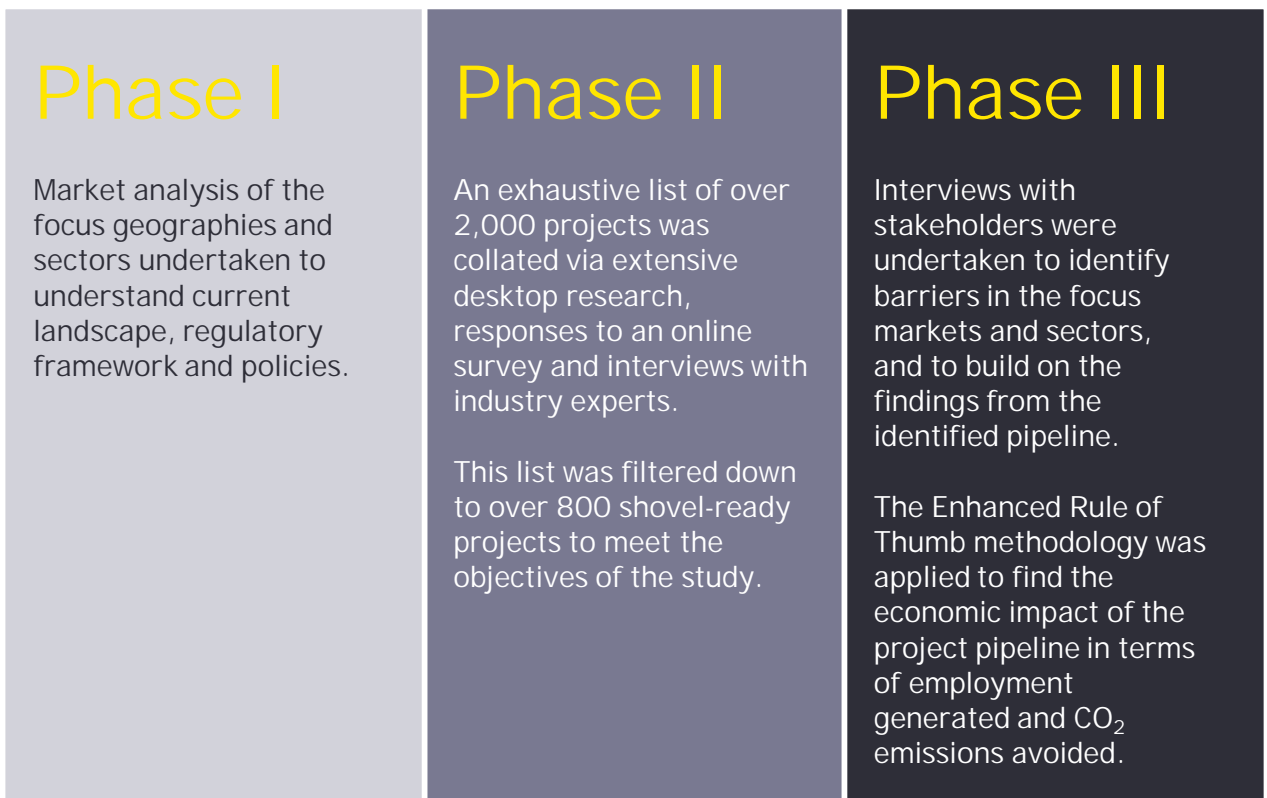 Phase I
Market analysis of the
focus geographies and
sectors undertaken to
understand current
landscape, regulatory
framework and policies.
Phase II
An exhaustive list of over
2,000 projects was
collated via extensive
desktop research,
responses to an online
survey and interviews with
industry experts.
This list was filtered down
to over 800 shovel-ready
projects to meet the
objectives of the study.
Phase III
Interviews with
stakeholders were
undertaken to identify
barriers in the focus
markets and sectors,
and to build on the
findings from the
identified pipeline.
The Enhanced Rule of
Thumb methodology was
applied to find the
economic impact of the
project pipeline in terms
of employment
generated and CO₂
emissions avoided.